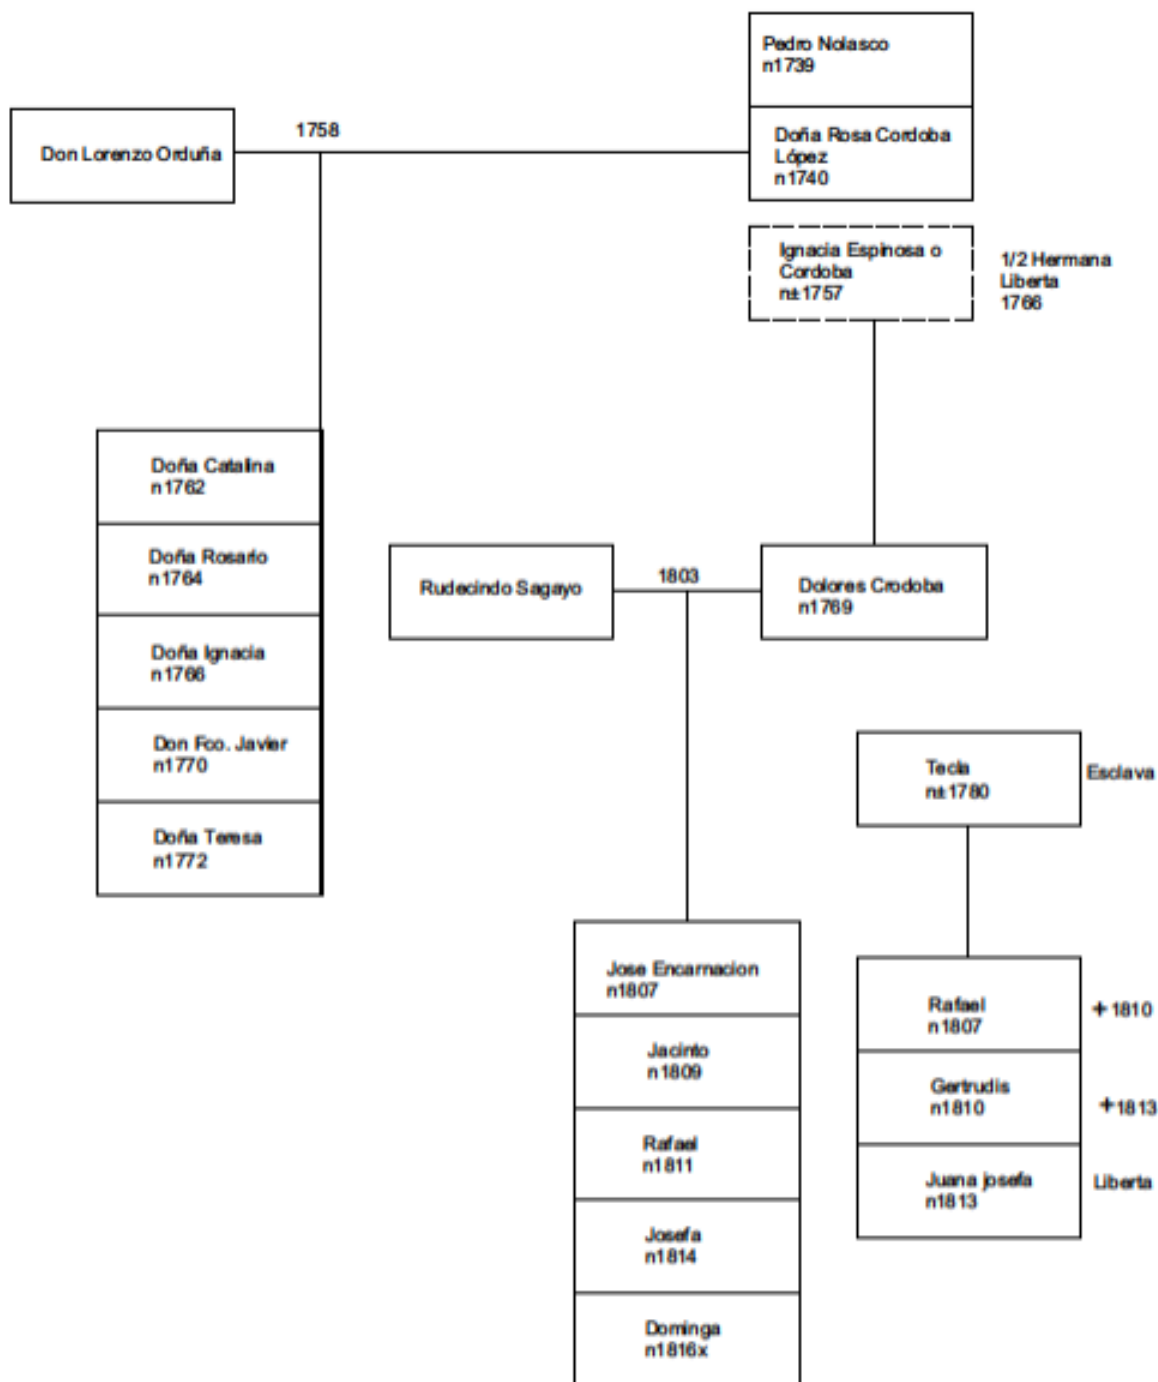 Pedro Nolasco
n1739
1758
Don Lorenzo Orduña
Doña Rosa Cordoba
López
n1740
Ignacia Espinosa o
Cordoba
n±1757
1/2 Hermana
Liberta
1766
Doña Catalina
n1762
Doña Rosario
n1764
Doña Ignacia
n1766
Don Fco. Javier
n1770
Doña Teresa
n1772
Rudecindo Sagayo
1803
Dolores Crodoba
n1769
Tecla
n±1780
Esclava
Jose Encarnacion
n1807
Jacinto
n1809
Rafael
n1811
Josefa
n1814
Dominga
n1816x
Rafael
n1807
+1810
Gertrudis
n1810
+1813
Juana josefa
n1813
Liberta